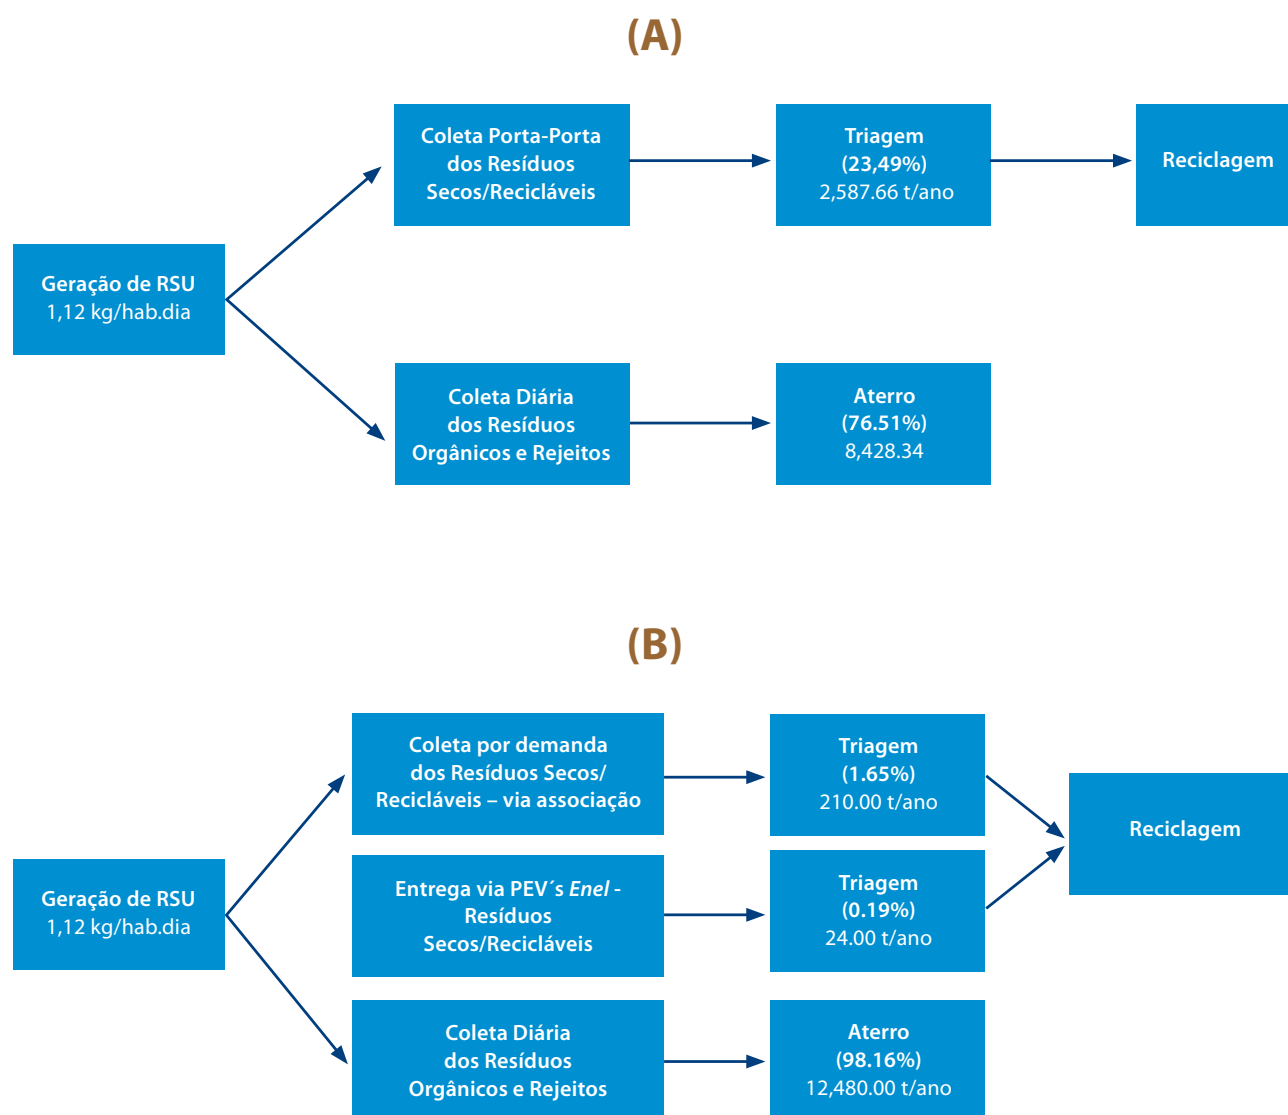 (A)
Geração de RSU
1,12 kg/hab.dia
Coleta Porta-Porta
dos Resíduos
Secos/Recicláveis
Triagem
(23,49%)
2,587.66 t/ano
Reciclagem
Coleta Diária
dos Resíduos
Orgânicos e Rejeitos
Aterro
(76.51%)
8,428.34
(B)
Geração de RSU
1,12 kg/hab.dia
Coleta por demanda
dos Resíduos Secos/
Recicláveis – via associação
Triagem
(1.65%)
210.00 t/ano
Entrega via PEV´s Enel -
Resíduos
Secos/Recicláveis
Triagem
(0.19%)
24.00 t/ano
Reciclagem
Coleta Diária
dos Resíduos
Orgânicos e Rejeitos
Aterro
(98.16%)
12,480.00 t/ano